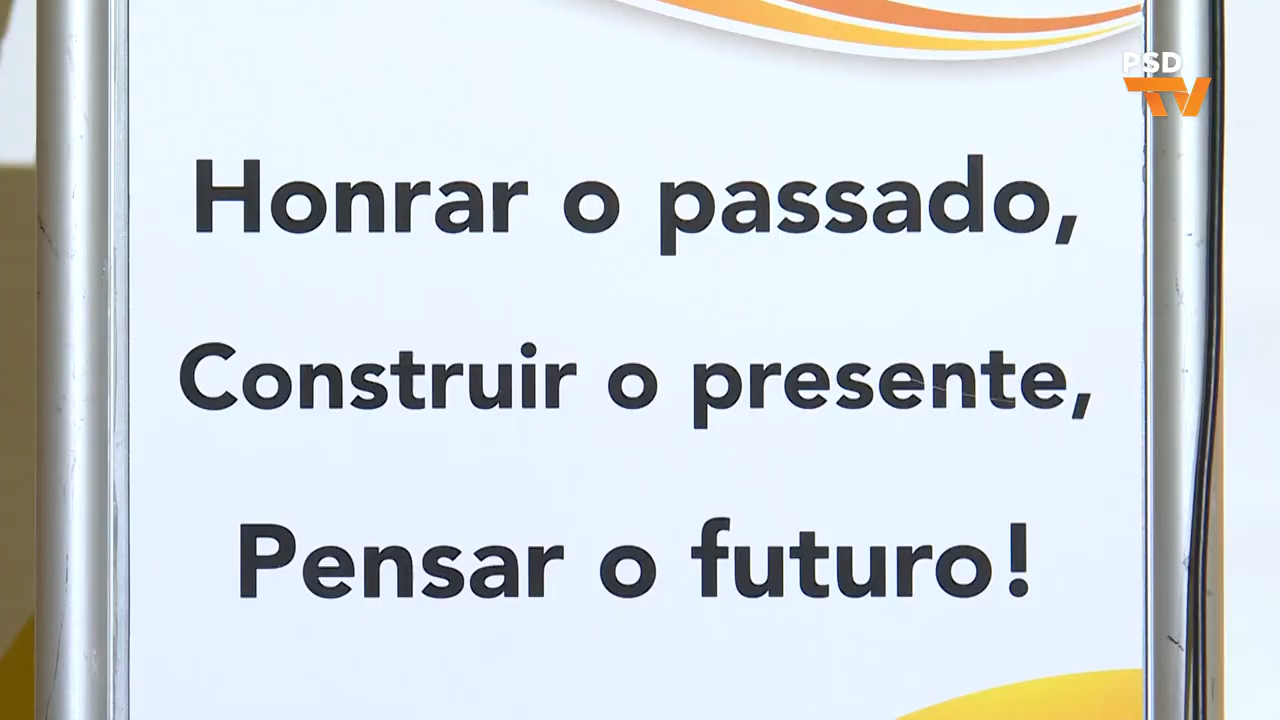 PSD
TV
Honrar o passado,
Construir o presente,
Pensar o futuro!